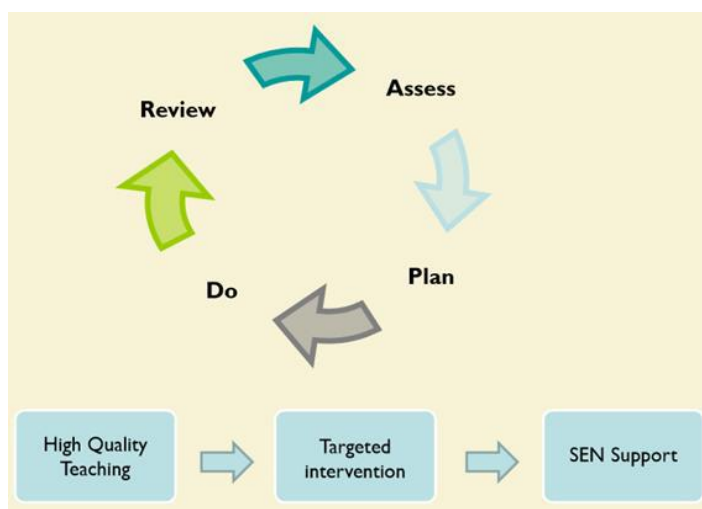 Assess
Review
Plan
Do
High Quality
Teaching
Targeted
intervention
SEN Support